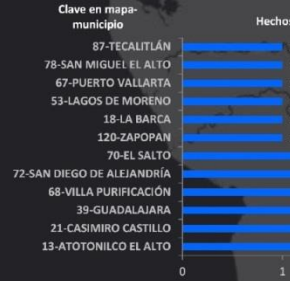 Clave en mapa-
municipio
Hechos
87-TECALITLÁN
78-SAN MIGUEL EL ALTO
67-PUERTO VALLARTA
53-LAGOS DE MORENO
18-LA BARCA
120-ZAPOPAN
70-EL SALTO
72-SAN DIEGO DE ALEJANDRÍA
68-VILLA PURIFICACIÓN
39-GUADALAJARA
21-CASIMIRO CASTILLO
13-ATOTONILCO EL ALTO
0 1